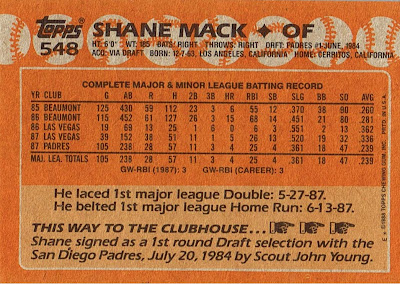 topps
548
SHANE MACK OF
HT: 6'0" WT: 185 BATS: RIGHT THROWS: RIGHT DRAFT: PADRES #1-JUNE, 1984
ACQ: VIA DRAFT BORN: 12-7-63, LOS ANGELES, CALIFORNIA HOME: CERRITOS, CALIFORNIA
COMPLETE MAJOR & MINOR LEAGUE BATTING RECORD
YR CLUB G AB R H 2B 3B HR RBI SB SLG BB SO AVG
85 BEAUMONT 125 430 59 112 23 3 6 55 12 .370 38 .260
86 BEAUMONT 115 452 61 127 26 3 15 68 14 .451 21 80 .281
86 LAS VEGAS 19 69 13 25 1 6 0 6 3 .551 2 13 .362
87 LAS VEGAS 39 152 38 51 11 1 5 26 13 .520 19 32 .336
87 PADRES 105 238 28 57 11 3 4 25 4 .361 18 47 .239
MAJ. LEA. TOTALS 105 238 28 57 11 3 4 25 4 .361 18 47 .239
GW-RBI (1987): 3 GW-RBI (CAREER): 3
He laced 1st major league Double: 5-27-87.
He belted 1st major league Home Run: 6-13-87.
THIS WAY TO THE CLUBHOUSE...
Shane signed as a 1st round Draft selection with the
San Diego Padres, July 20, 1984 by Scout John Young.
E * ©1988 TOPPS CHEWING GUM, INC. PRTD. IN U.S.A.